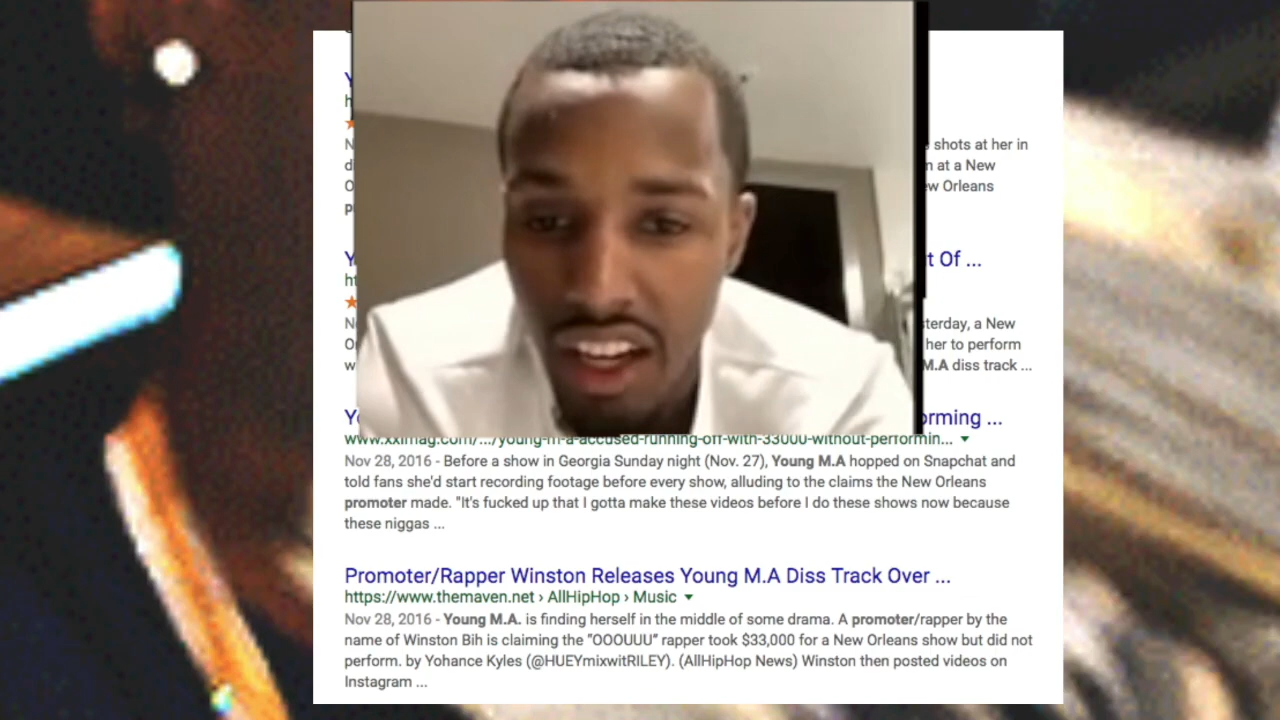 shots at her in
n at a New
ew Orleans
t Of ...
terday, a New
her to perform
M.A diss track ...
orming ...
www.xxlmag.com/.../young-m-a-accused-running-off-with-33000-without-performin...
Nov 28, 2016 - Before a show in Georgia Sunday night (Nov. 27), Young M.A hopped on Snapchat and
told fans she'd start recording footage before every show, alluding to the claims the New Orleans
promoter made. "It's fucked up that I gotta make these videos before I do these shows now because
these niggas ...
Promoter/Rapper Winston Releases Young M.A Diss Track Over ...
https://www.themaven.net › AllHipHop › Music
Nov 28, 2016 - Young M.A. is finding herself in the middle of some drama. A promoter/rapper by the
name of Winston Bih is claiming the “OOOUUU” rapper took $33,000 for a New Orleans show but did not
perform. by Yohance Kyles (@HUEYmixwitRILEY). (AllHipHop News) Winston then posted videos on
Instagram ...